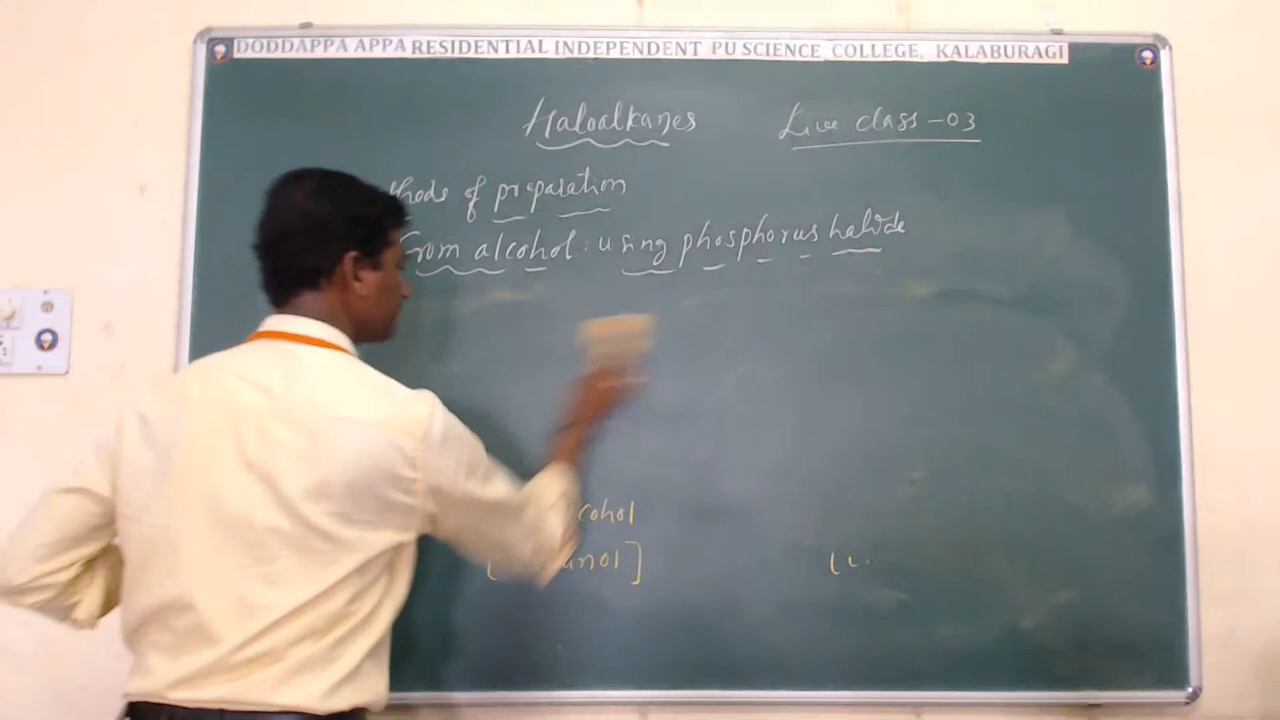 DODDAPPA APPA RESIDENTIAL INDEPENDENT PU SCIENCE COLLEGE, KALABURAGI
Haloalkanes Live class -03
thods of preparation
From alcohol: using phosphorus halide
cohol
anol]